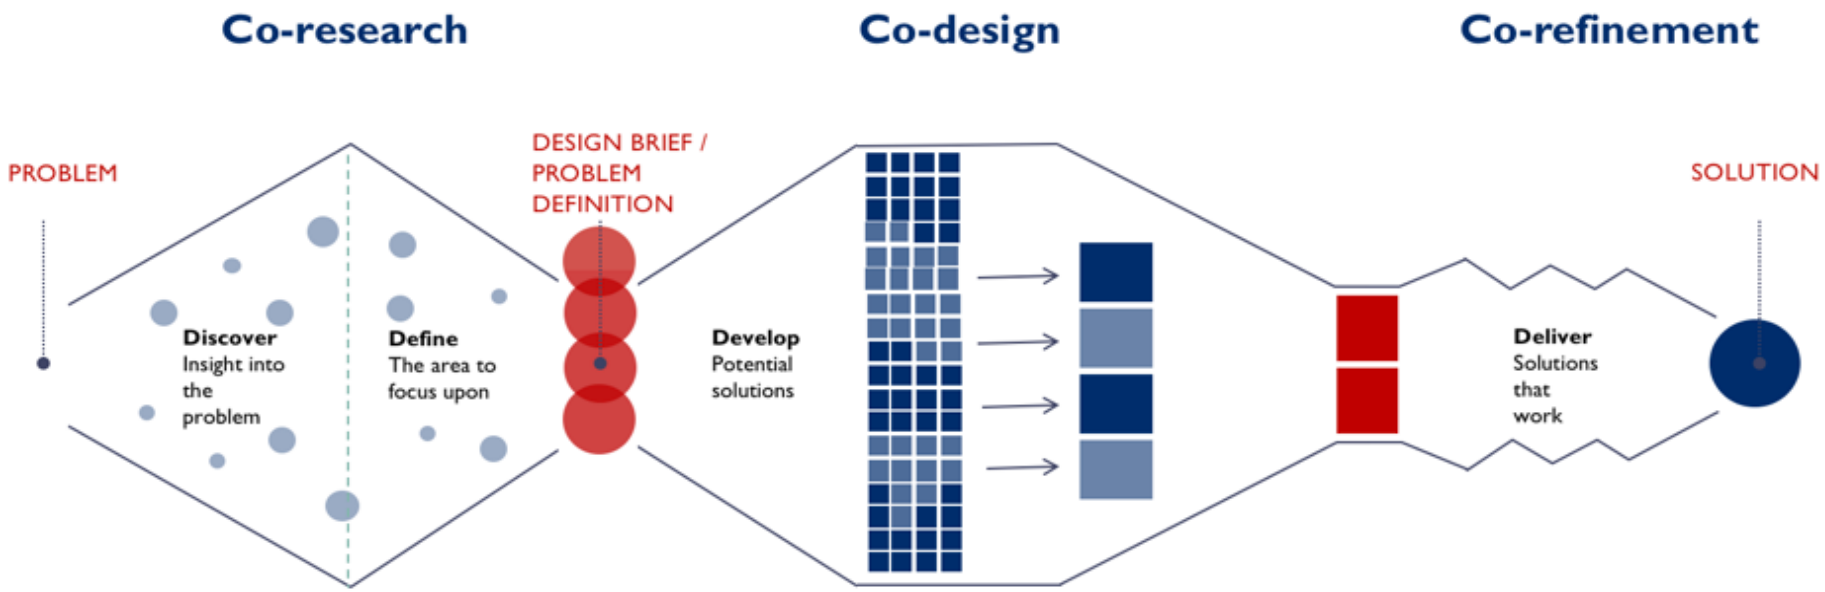 Co-research
Co-design
Co-refinement
PROBLEM
DESIGN BRIEF /
PROBLEM
DEFINITION
SOLUTION
Discover
Insight into
the
problem
Define
The area to
focus upon
Develop
Potential
solutions
Deliver
Solutions
that
work